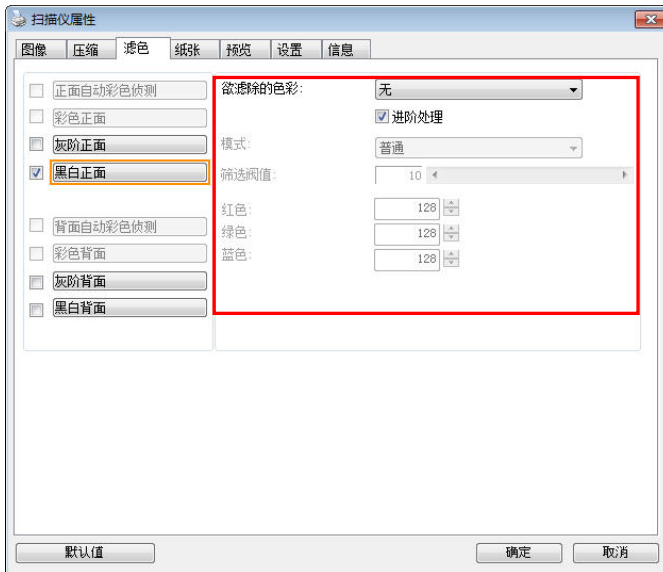 扫描仪属性
图像 压缩 滤色 纸张 预览 设置 信息
正面自动彩色侦测
彩色正面
灰阶正面
黑白正面
背面自动彩色侦测
彩色背面
灰阶背面
黑白背面
欲滤除的色彩: 无
进阶处理
模式: 普通
筛选阀值: 10
红色: 128
绿色: 128
蓝色: 128
默认值 确定 取消